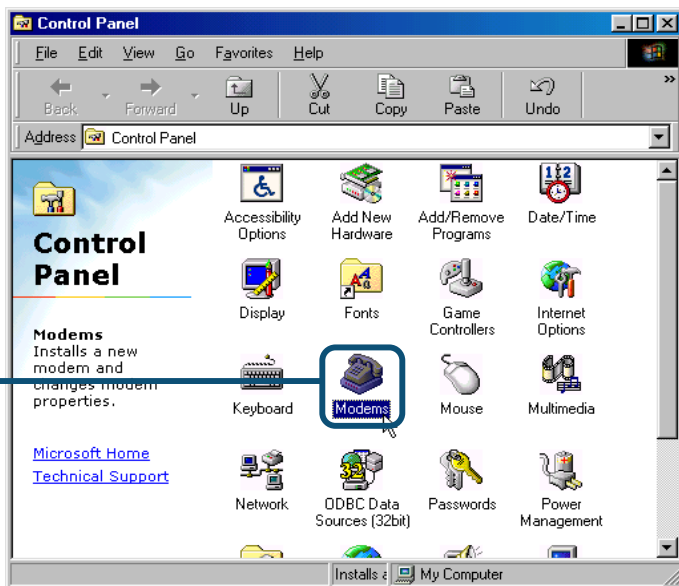 Control Panel
File Edit View Go Favorites Help
Back Forward Up Cut Copy Paste Undo »
Address Control Panel
Control
Panel
Modems
Installs a new
modem and
changes modem
properties.
Microsoft Home
Technical Support
Accessibility
Options
Add New
Hardware
Add/Remove
Programs
Date/Time
Display
Fonts
Game
Controllers
Internet
Options
Keyboard
Modems
Mouse
Multimedia
Network
ODBC Data
Sources (32bit)
Passwords
Power
Management
Installs
My Computer